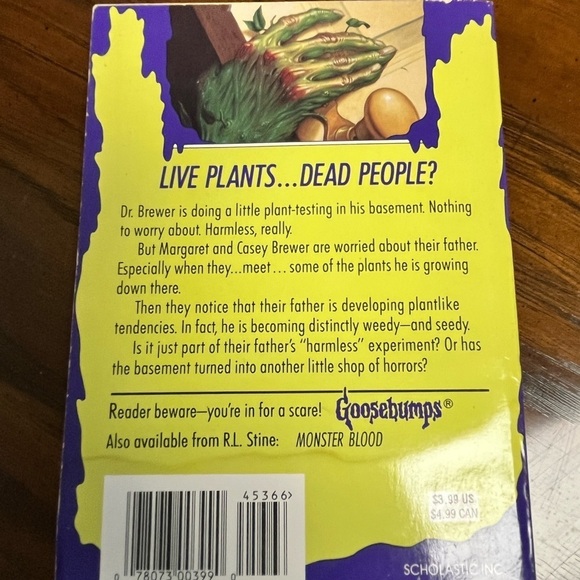 LIVE PLANTS...DEAD PEOPLE?
Dr. Brewer is doing a little plant-testing in his basement. Nothing
to worry about. Harmless, really.
But Margaret and Casey Brewer are worried about their father.
Especially when they...meet... some of the plants he is growing
down there.
Then they notice that their father is developing plantlike
tendencies. In fact, he is becoming distinctly weedy—and seedy.
Is it just part of their father's "harmless" experiment? Or has
the basement turned into another little shop of horrors?
Reader beware—you're in for a scare! Goosebumps®
Also available from R.L. Stine: MONSTER BLOOD
45366>
$3.99 US
$4.99 CAN
0 78073 00399 0
SCHOLASTIC INC